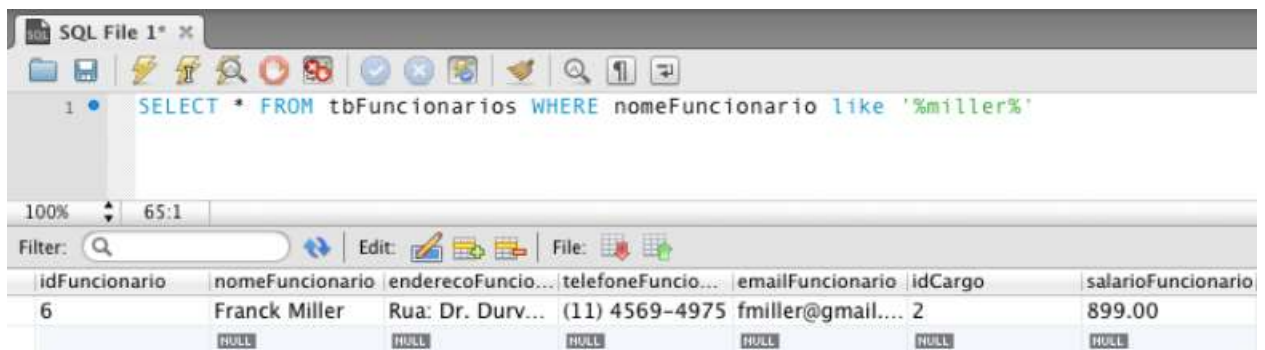 SQL File 1*
1 SELECT * FROM tbFuncionarios WHERE nomeFuncionario like '%miller%'
100% 65:1
Filter: Edit: File:
idFuncionario nomeFuncionario enderecoFuncio... telefoneFuncio... emailFuncionario idCargo salarioFuncionario
6 Franck Miller Rua: Dr. Durv... (11) 4569-4975 fmiller@gmail.... 2 899.00
NULL NULL NULL NULL NULL NULL